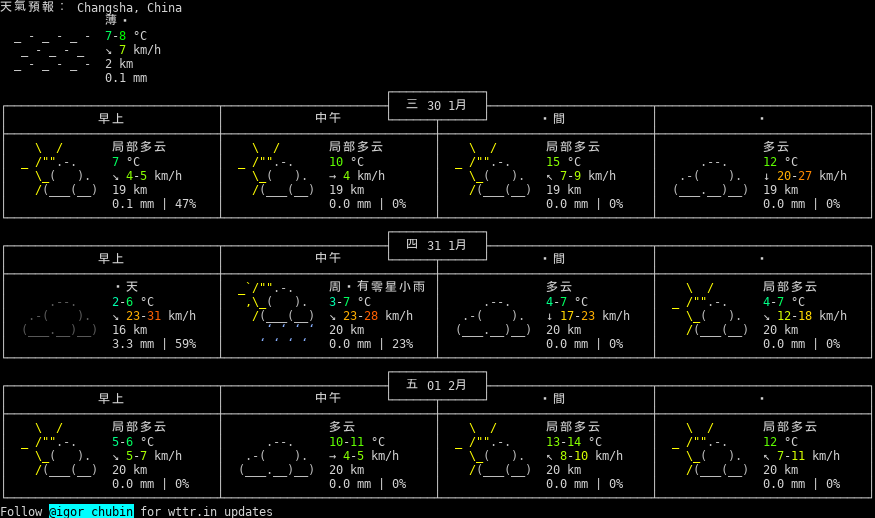 天氣預報： Changsha, China
薄・
7-8 °C
↘ 7 km/h
2 km
0.1 mm
三 30 1月
早上 中午 ・間 ・
局部多云 局部多云 局部多云 多云
7 °C 10 °C 15 °C 12 °C
↘ 4-5 km/h → 4 km/h ↖ 7-9 km/h ↓ 20-27 km/h
19 km 19 km 19 km 19 km
0.1 mm | 47% 0.0 mm | 0% 0.0 mm | 0% 0.0 mm | 0%
四 31 1月
早上 中午 ・間 ・
・天 周・有零星小雨 多云 局部多云
2-6 °C 3-7 °C 4-7 °C 4-7 °C
↘ 23-31 km/h ↘ 23-28 km/h ↓ 17-23 km/h ↘ 12-18 km/h
16 km 20 km 20 km 20 km
3.3 mm | 59% 0.0 mm | 23% 0.0 mm | 0% 0.0 mm | 0%
五 01 2月
早上 中午 ・間 ・
局部多云 多云 局部多云 局部多云
5-6 °C 10-11 °C 13-14 °C 12 °C
↘ 5-7 km/h → 4-5 km/h ↖ 8-10 km/h ↖ 7-11 km/h
20 km 20 km 20 km 20 km
0.0 mm | 0% 0.0 mm | 0% 0.0 mm | 0% 0.0 mm | 0%
Follow @igor_chubin for wttr.in updates